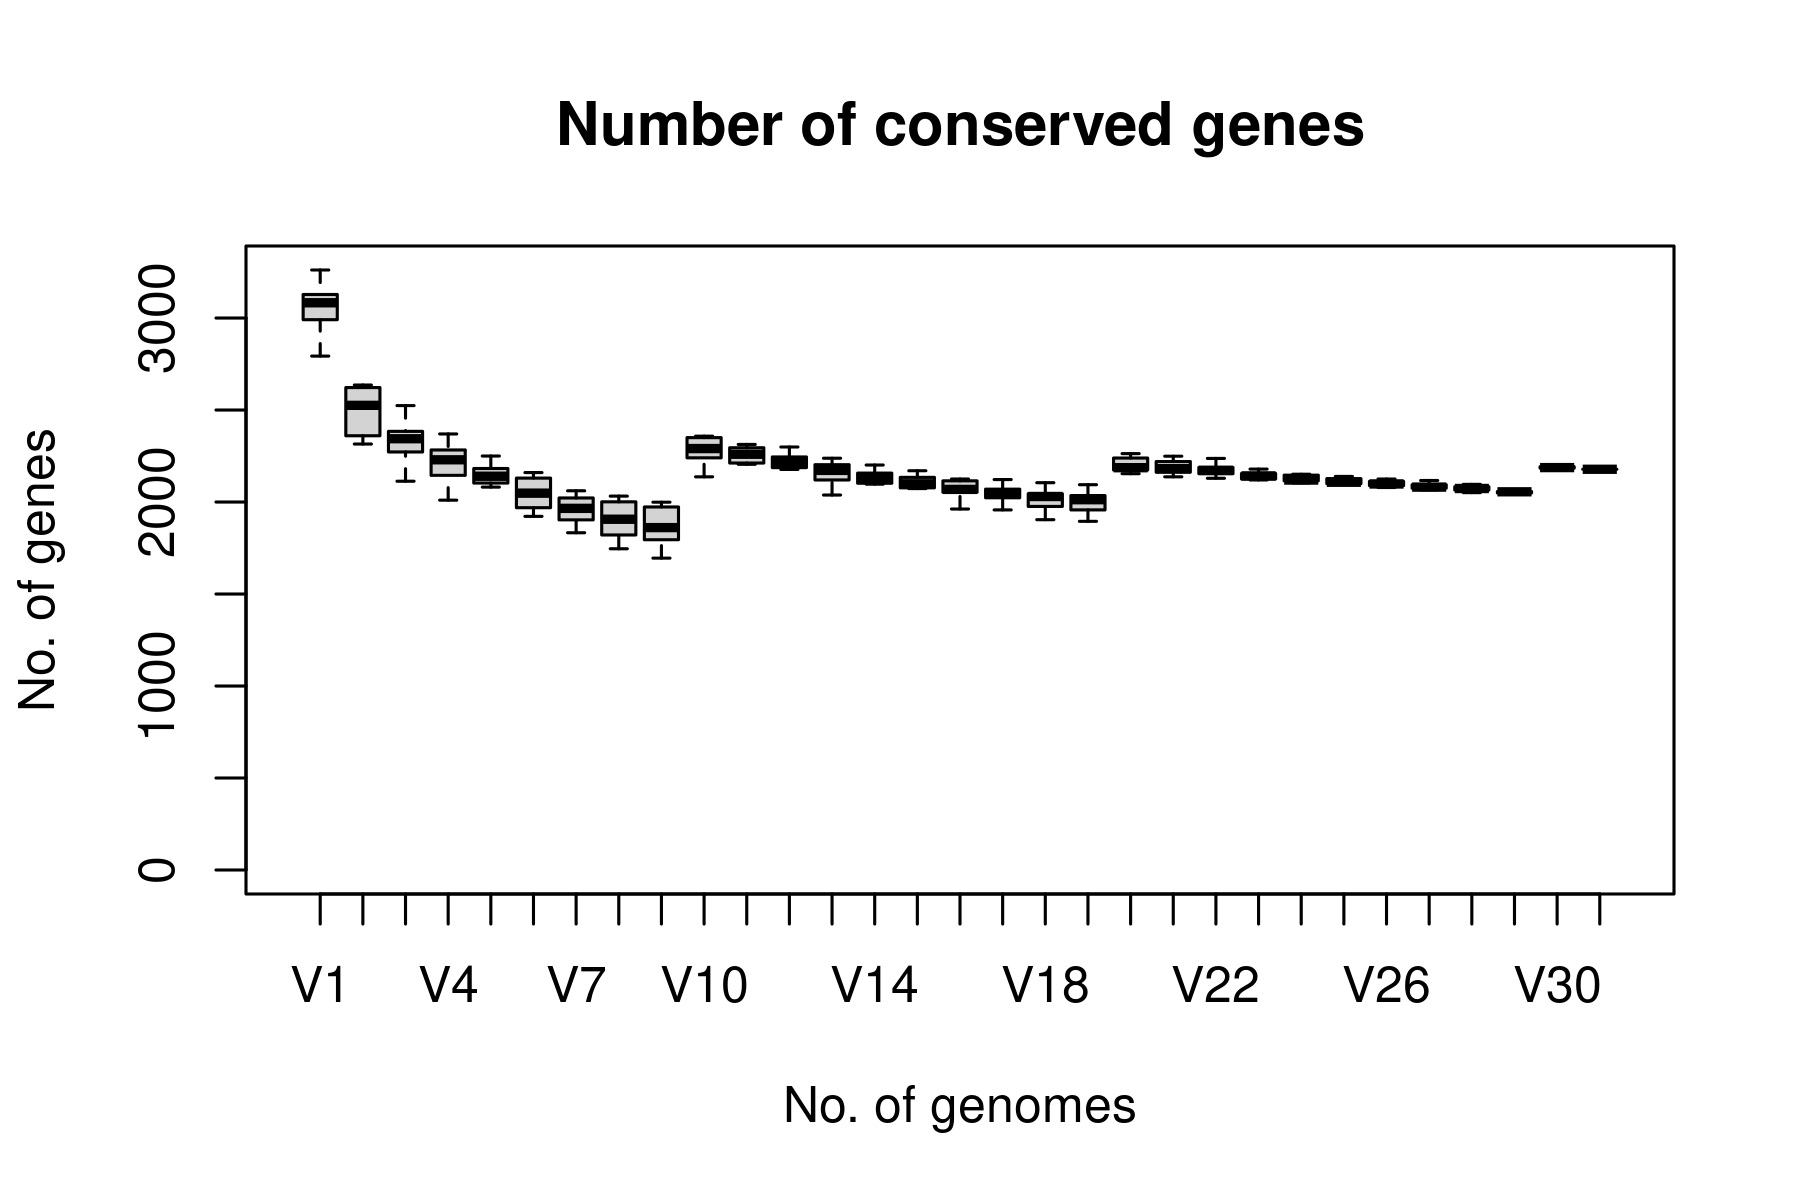 Number of conserved genes
No. of genes
3000
2000
1000
0
V1 V4 V7 V10 V14 V18 V22 V26 V30
No. of genomes